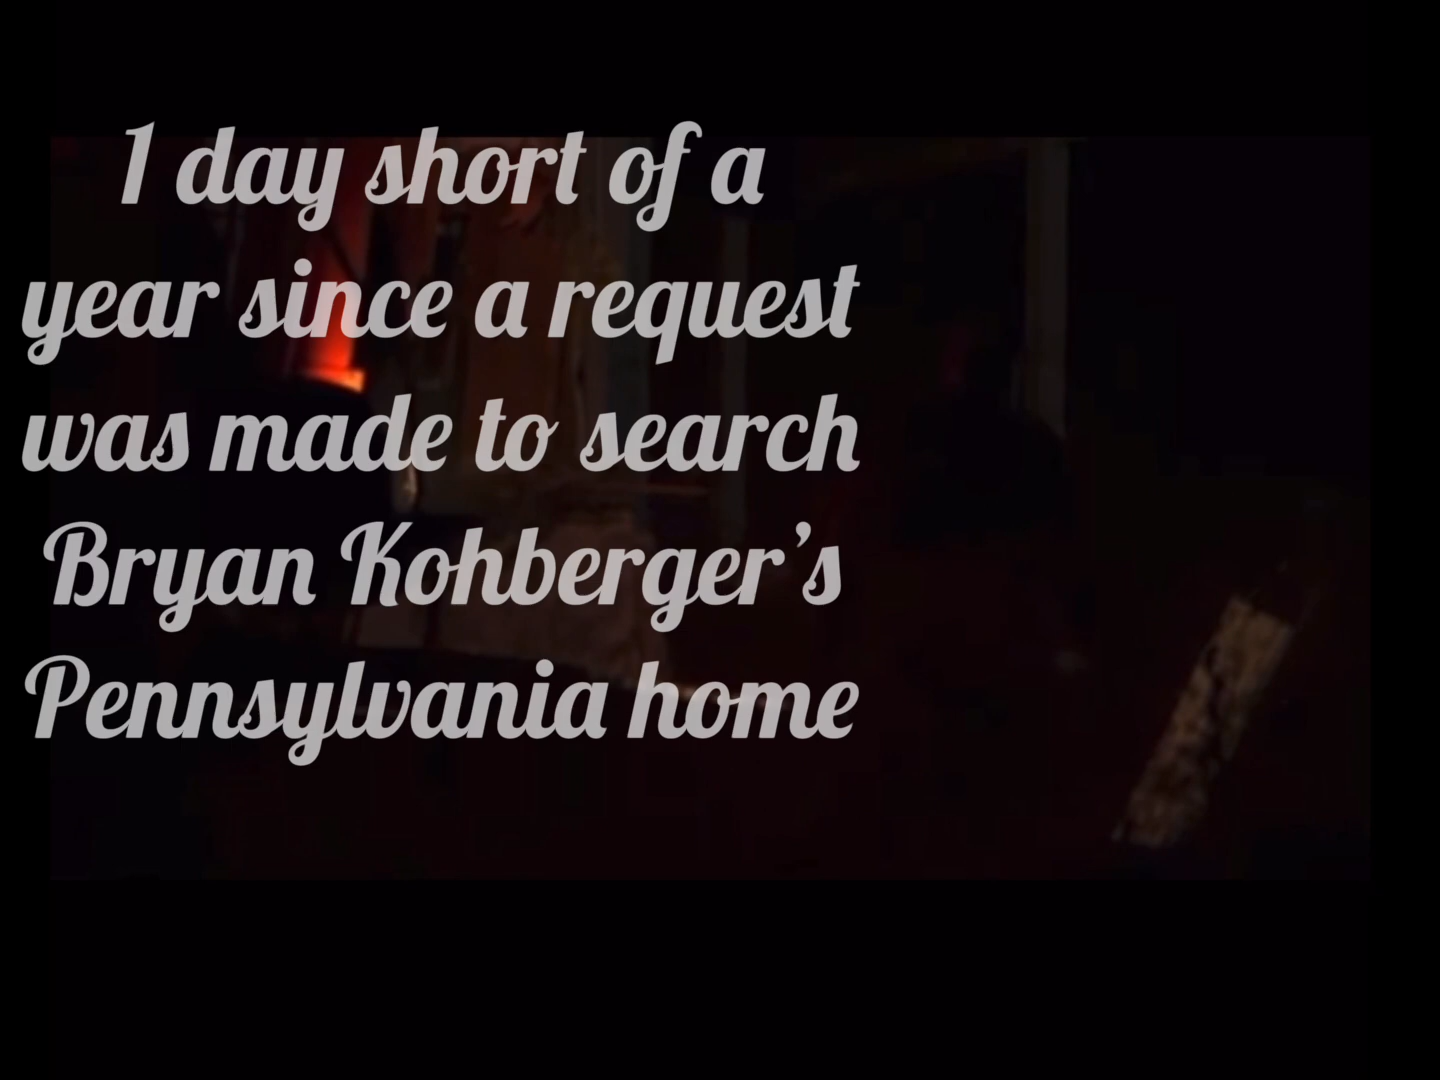 1 day short of a
year since a request
was made to search
Bryan Kohberger’s
Pennsylvania home